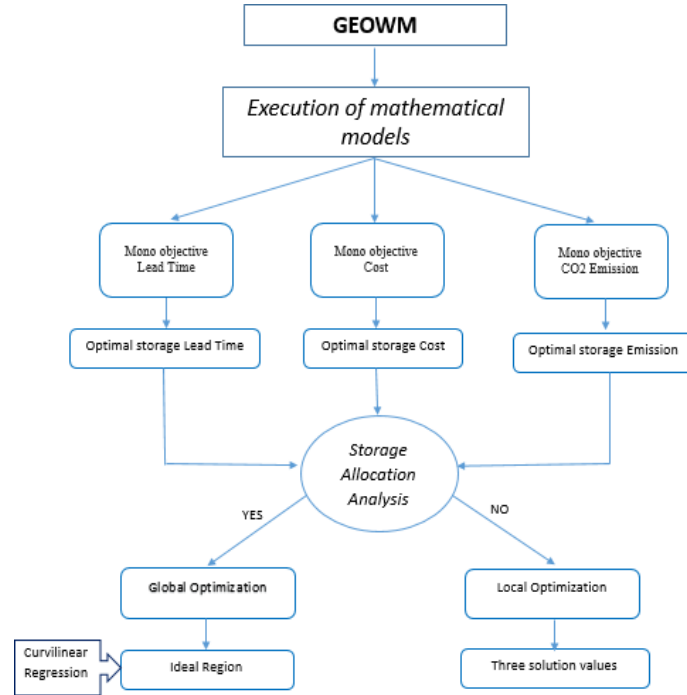 GEOWM
Execution of mathematical
models
Mono objective
Lead Time
Mono objective
Cost
Mono objective
CO2 Emission
Optimal storage Lead Time
Optimal storage Cost
Optimal storage Emission
Storage
Allocation
Analysis
YES
NO
Global Optimization
Local Optimization
Curvilinear
Regression
Ideal Region
Three solution values